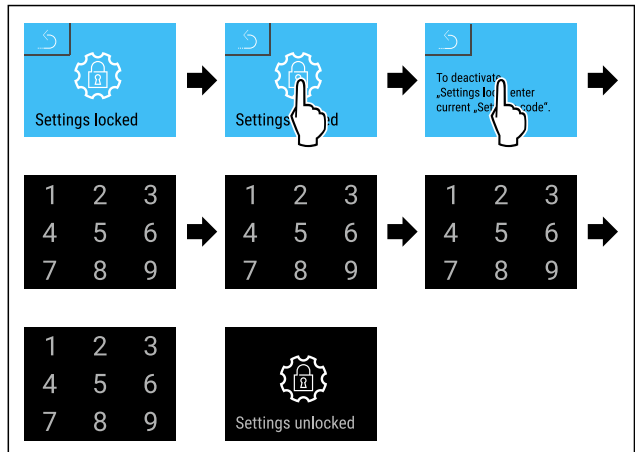 Settings locked
Settings ed
To deactivate
„Settings enter
current code“.
1 2 3
4 5 6
7 8 9
1 2 3
4 5 6
7 8 9
1 2 3
4 5 6
7 8 9
1 2 3
4 5 6
7 8 9
Settings unlocked